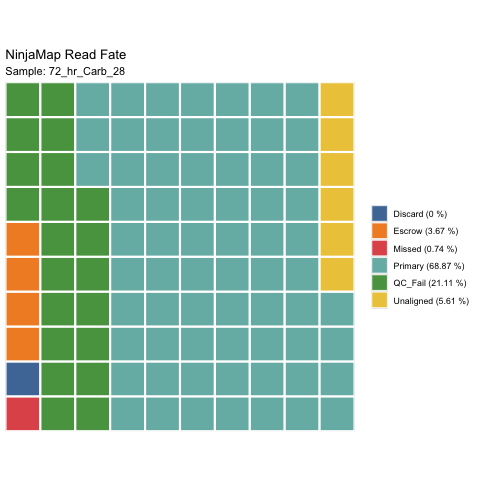 NinjaMap Read Fate
Sample: 72_hr_Carb_28
Discard (0 %)
Escrow (3.67 %)
Missed (0.74 %)
Primary (68.87 %)
QC_Fail (21.11 %)
Unaligned (5.61 %)